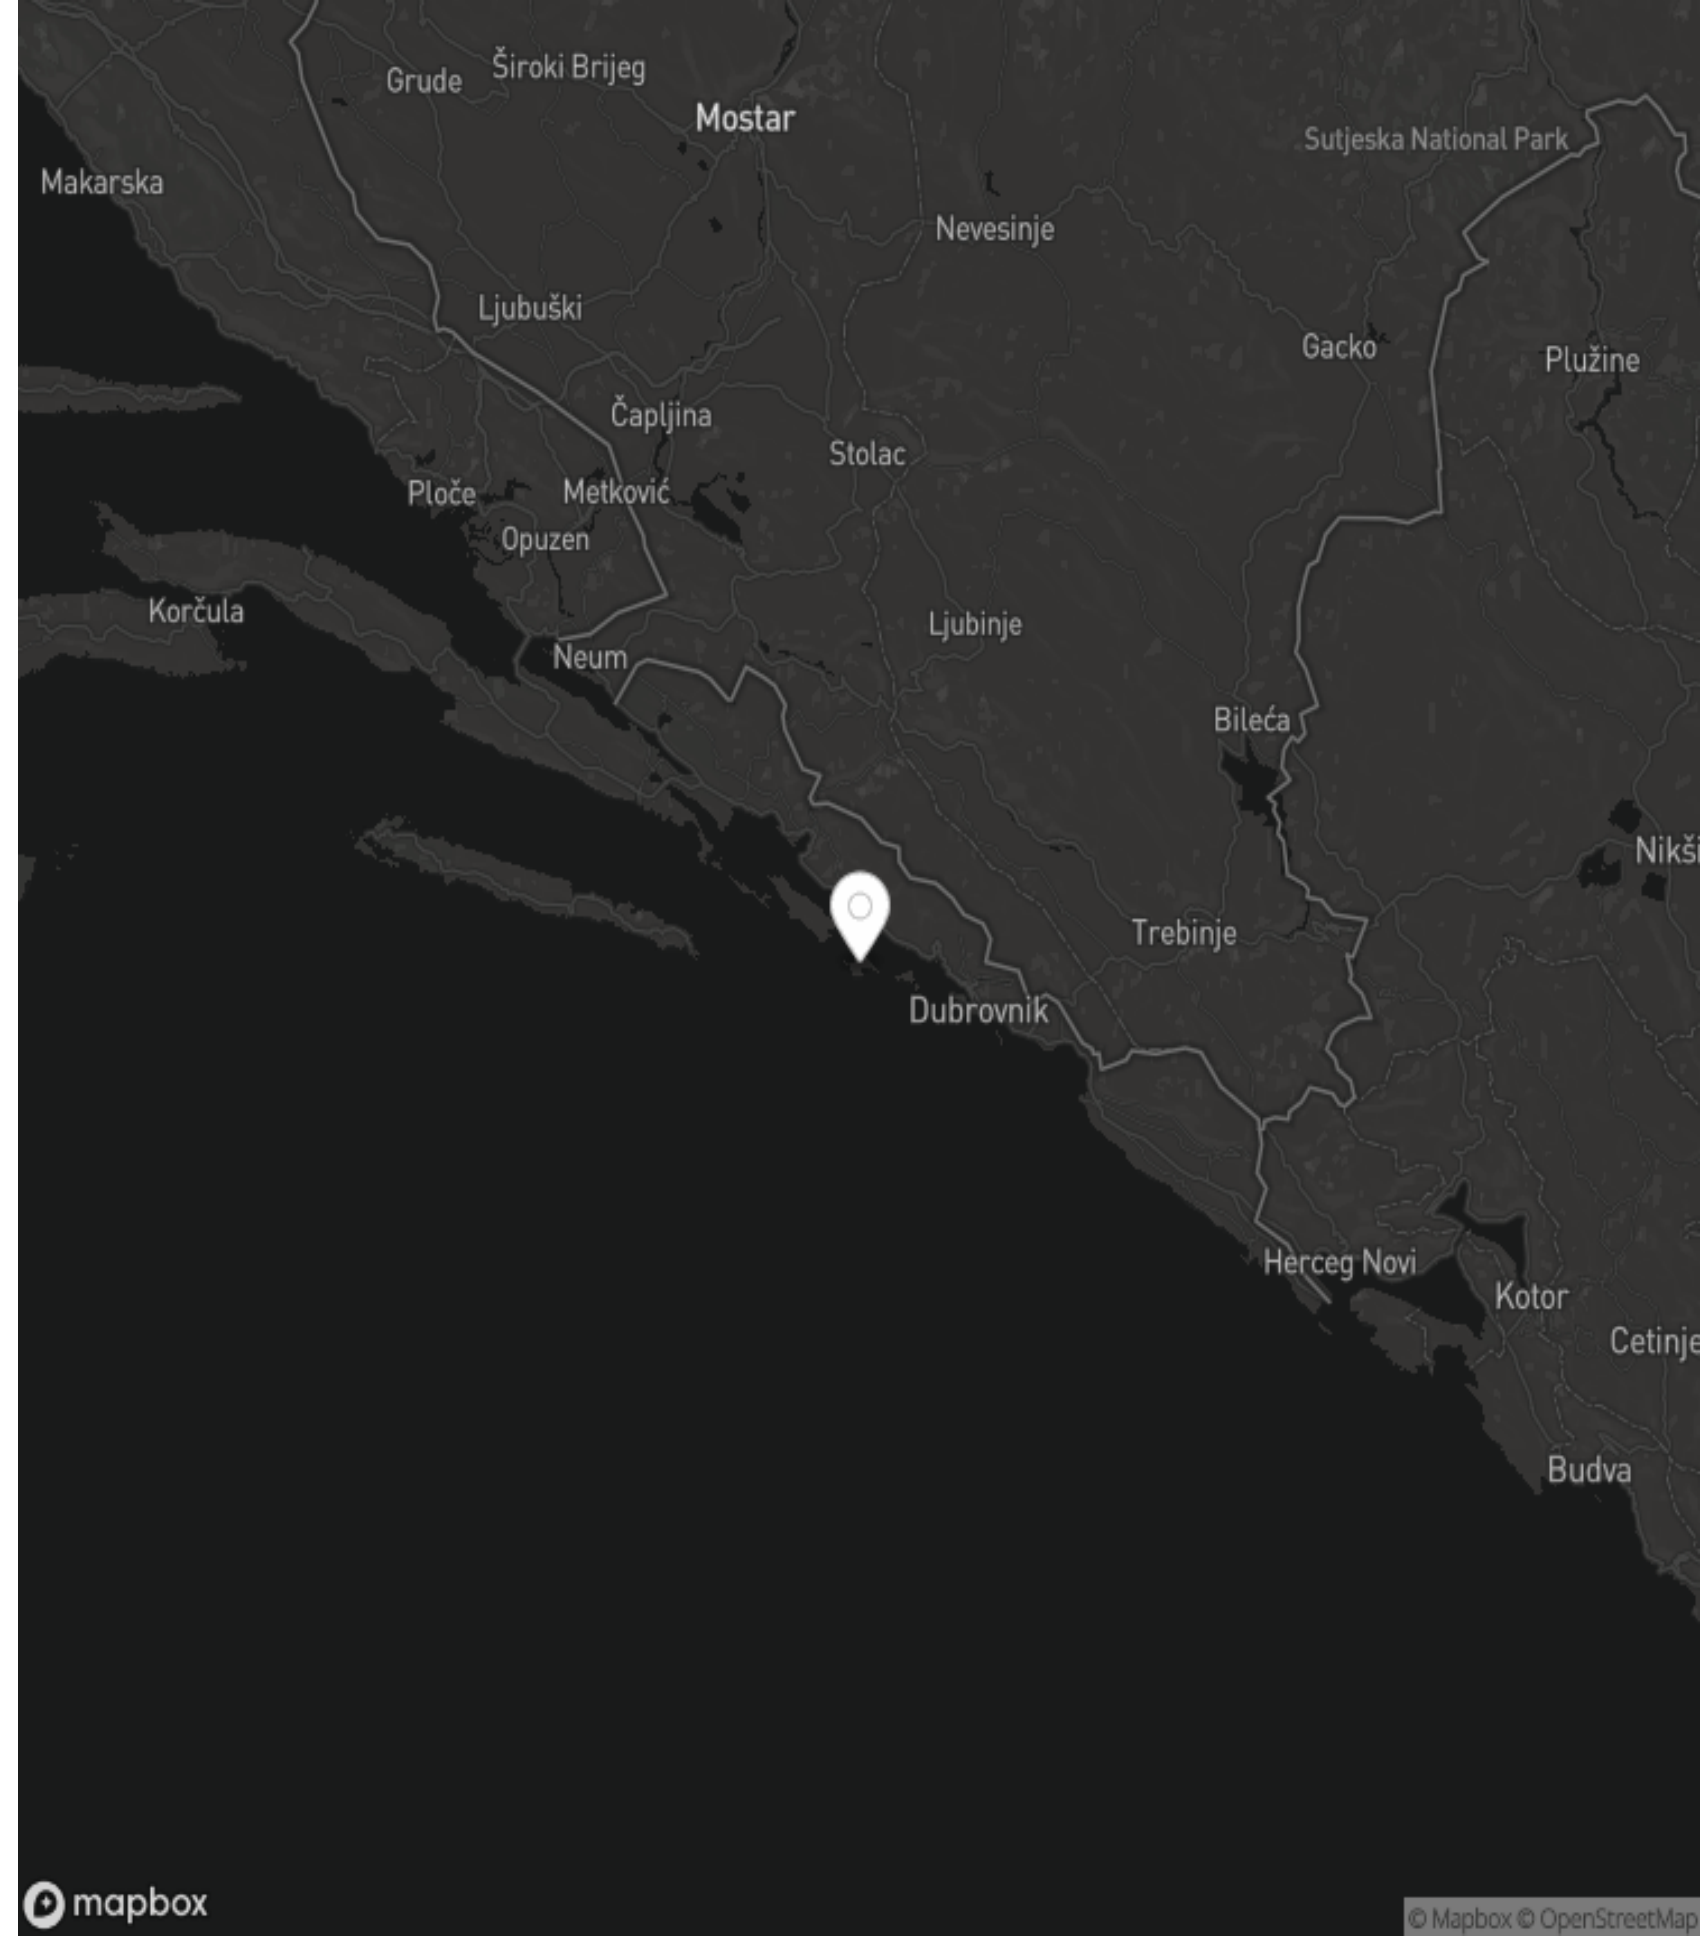 Široki Brijeg
Grude
Mostar
Sutjeska National Park
Makarska
Nevesinje
Ljubuški
Gacko
Plužine
Čapljina
Stolac
Ploče
Metković
Opuzen
Korčula
Ljubinje
Neum
Bileća
Nikši
Trebinje
Dubrovnik
Herceg Novi
Kotor
Cetinje
Budva
mapbox
© Mapbox © OpenStreetMap